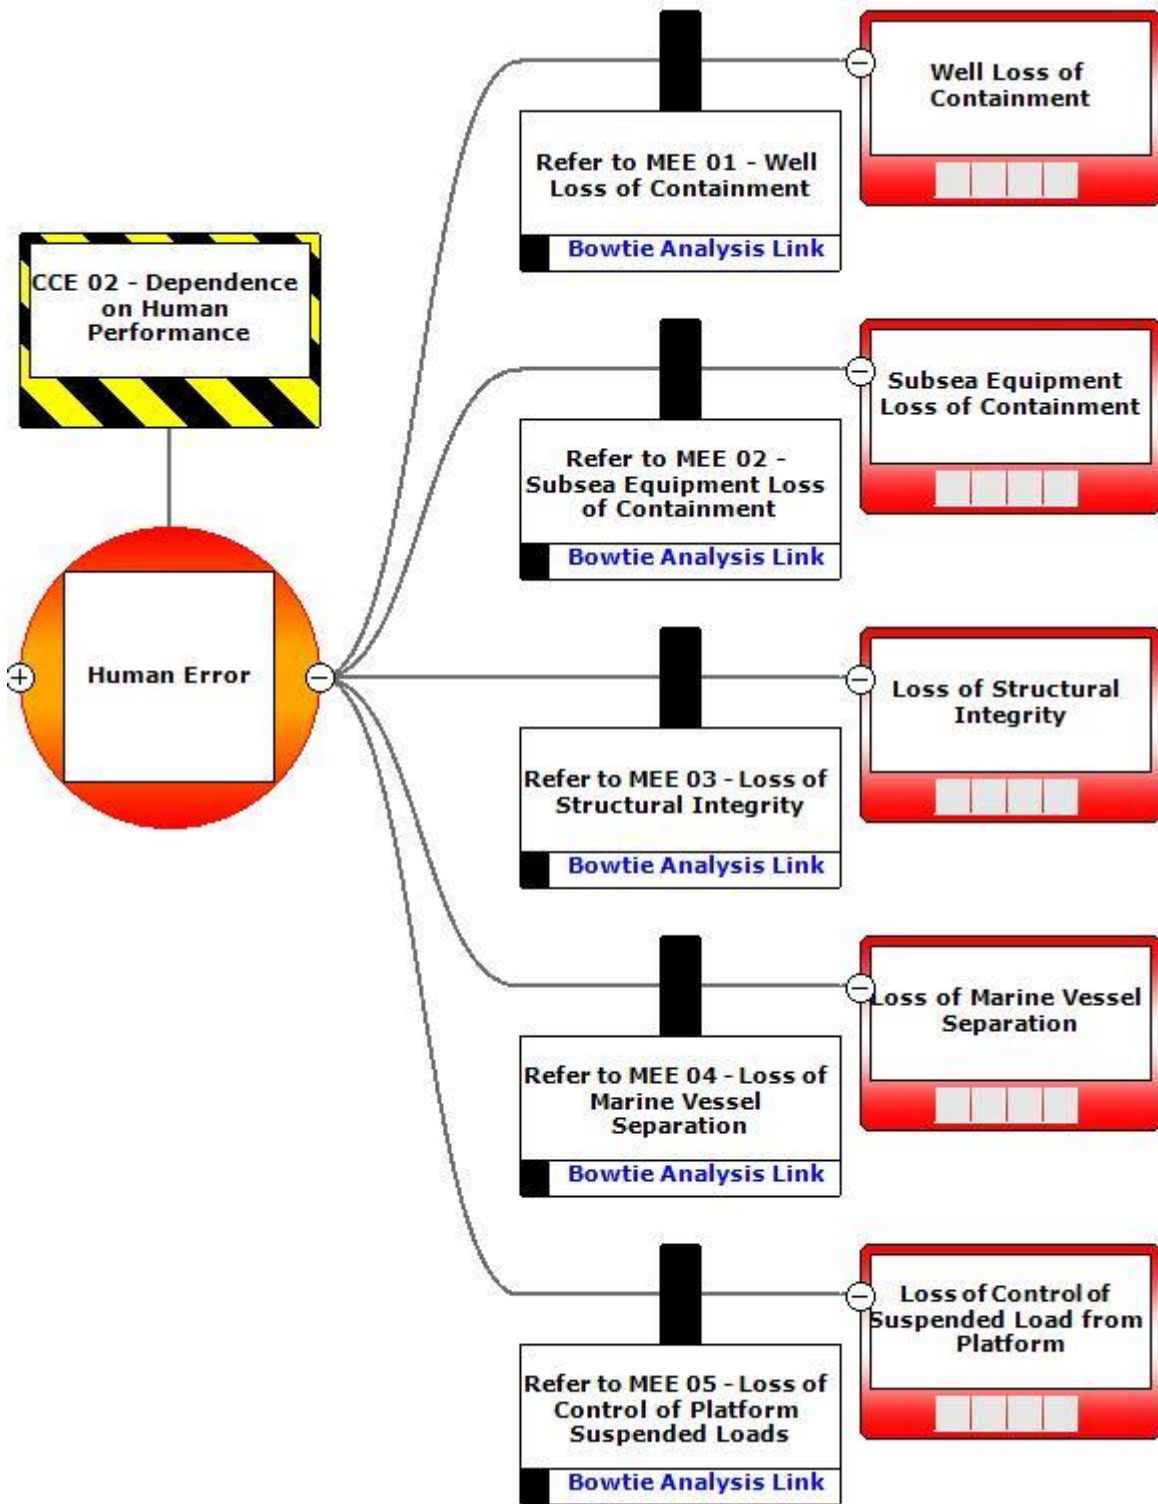 CCE 02 - Dependence
on Human
Performance
Human Error
Refer to MEE 01 - Well
Loss of Containment
Bowtie Analysis Link
Well Loss of
Containment
Refer to MEE 02 -
Subsea Equipment Loss
of Containment
Bowtie Analysis Link
Subsea Equipment
Loss of Containment
Refer to MEE 03 - Loss of
Structural Integrity
Bowtie Analysis Link
Loss of Structural
Integrity
Refer to MEE 04 - Loss of
Marine Vessel
Separation
Bowtie Analysis Link
Loss of Marine Vessel
Separation
Refer to MEE 05 - Loss of
Control of Platform
Suspended Loads
Bowtie Analysis Link
Loss of Control of
Suspended Load from
Platform